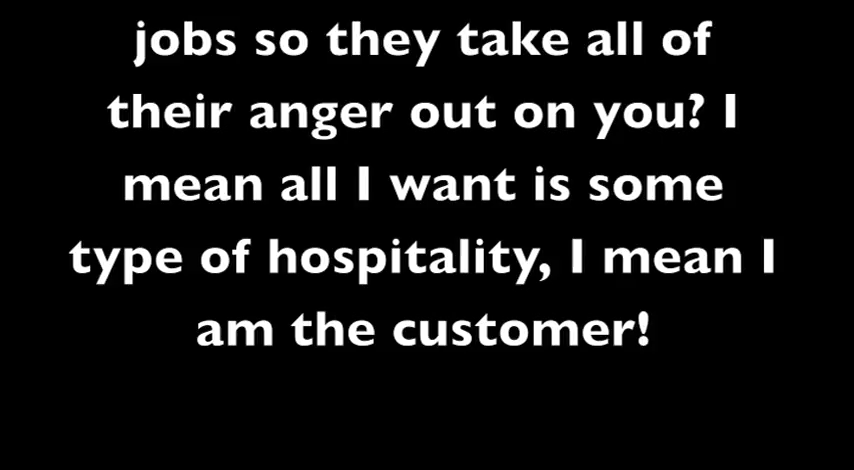 jobs so they take all of
their anger out on you? I
mean all I want is some
type of hospitality, I mean I
am the customer!